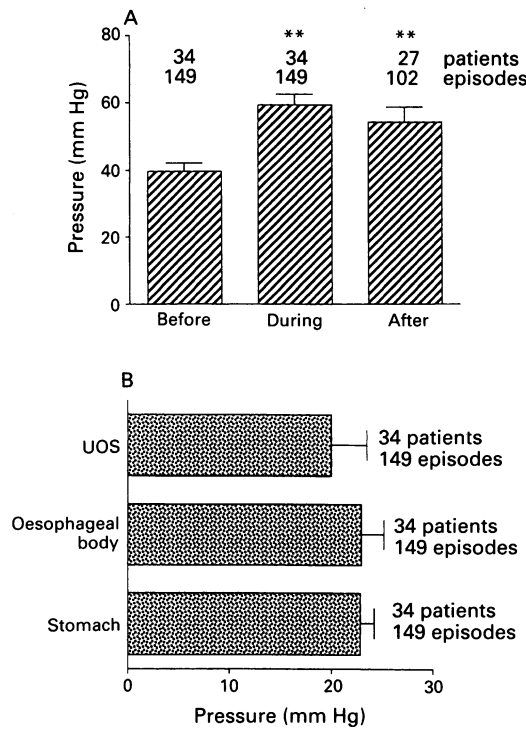 A
80
60
40
20
0
Pressure (mm Hg)
** **
34 34 27 patients
149 149 102 episodes
Before During After
B
UOS
34 patients
149 episodes
Oesophageal
body
34 patients
149 episodes
Stomach
34 patients
149 episodes
0 10 20 30
Pressure (mm Hg)